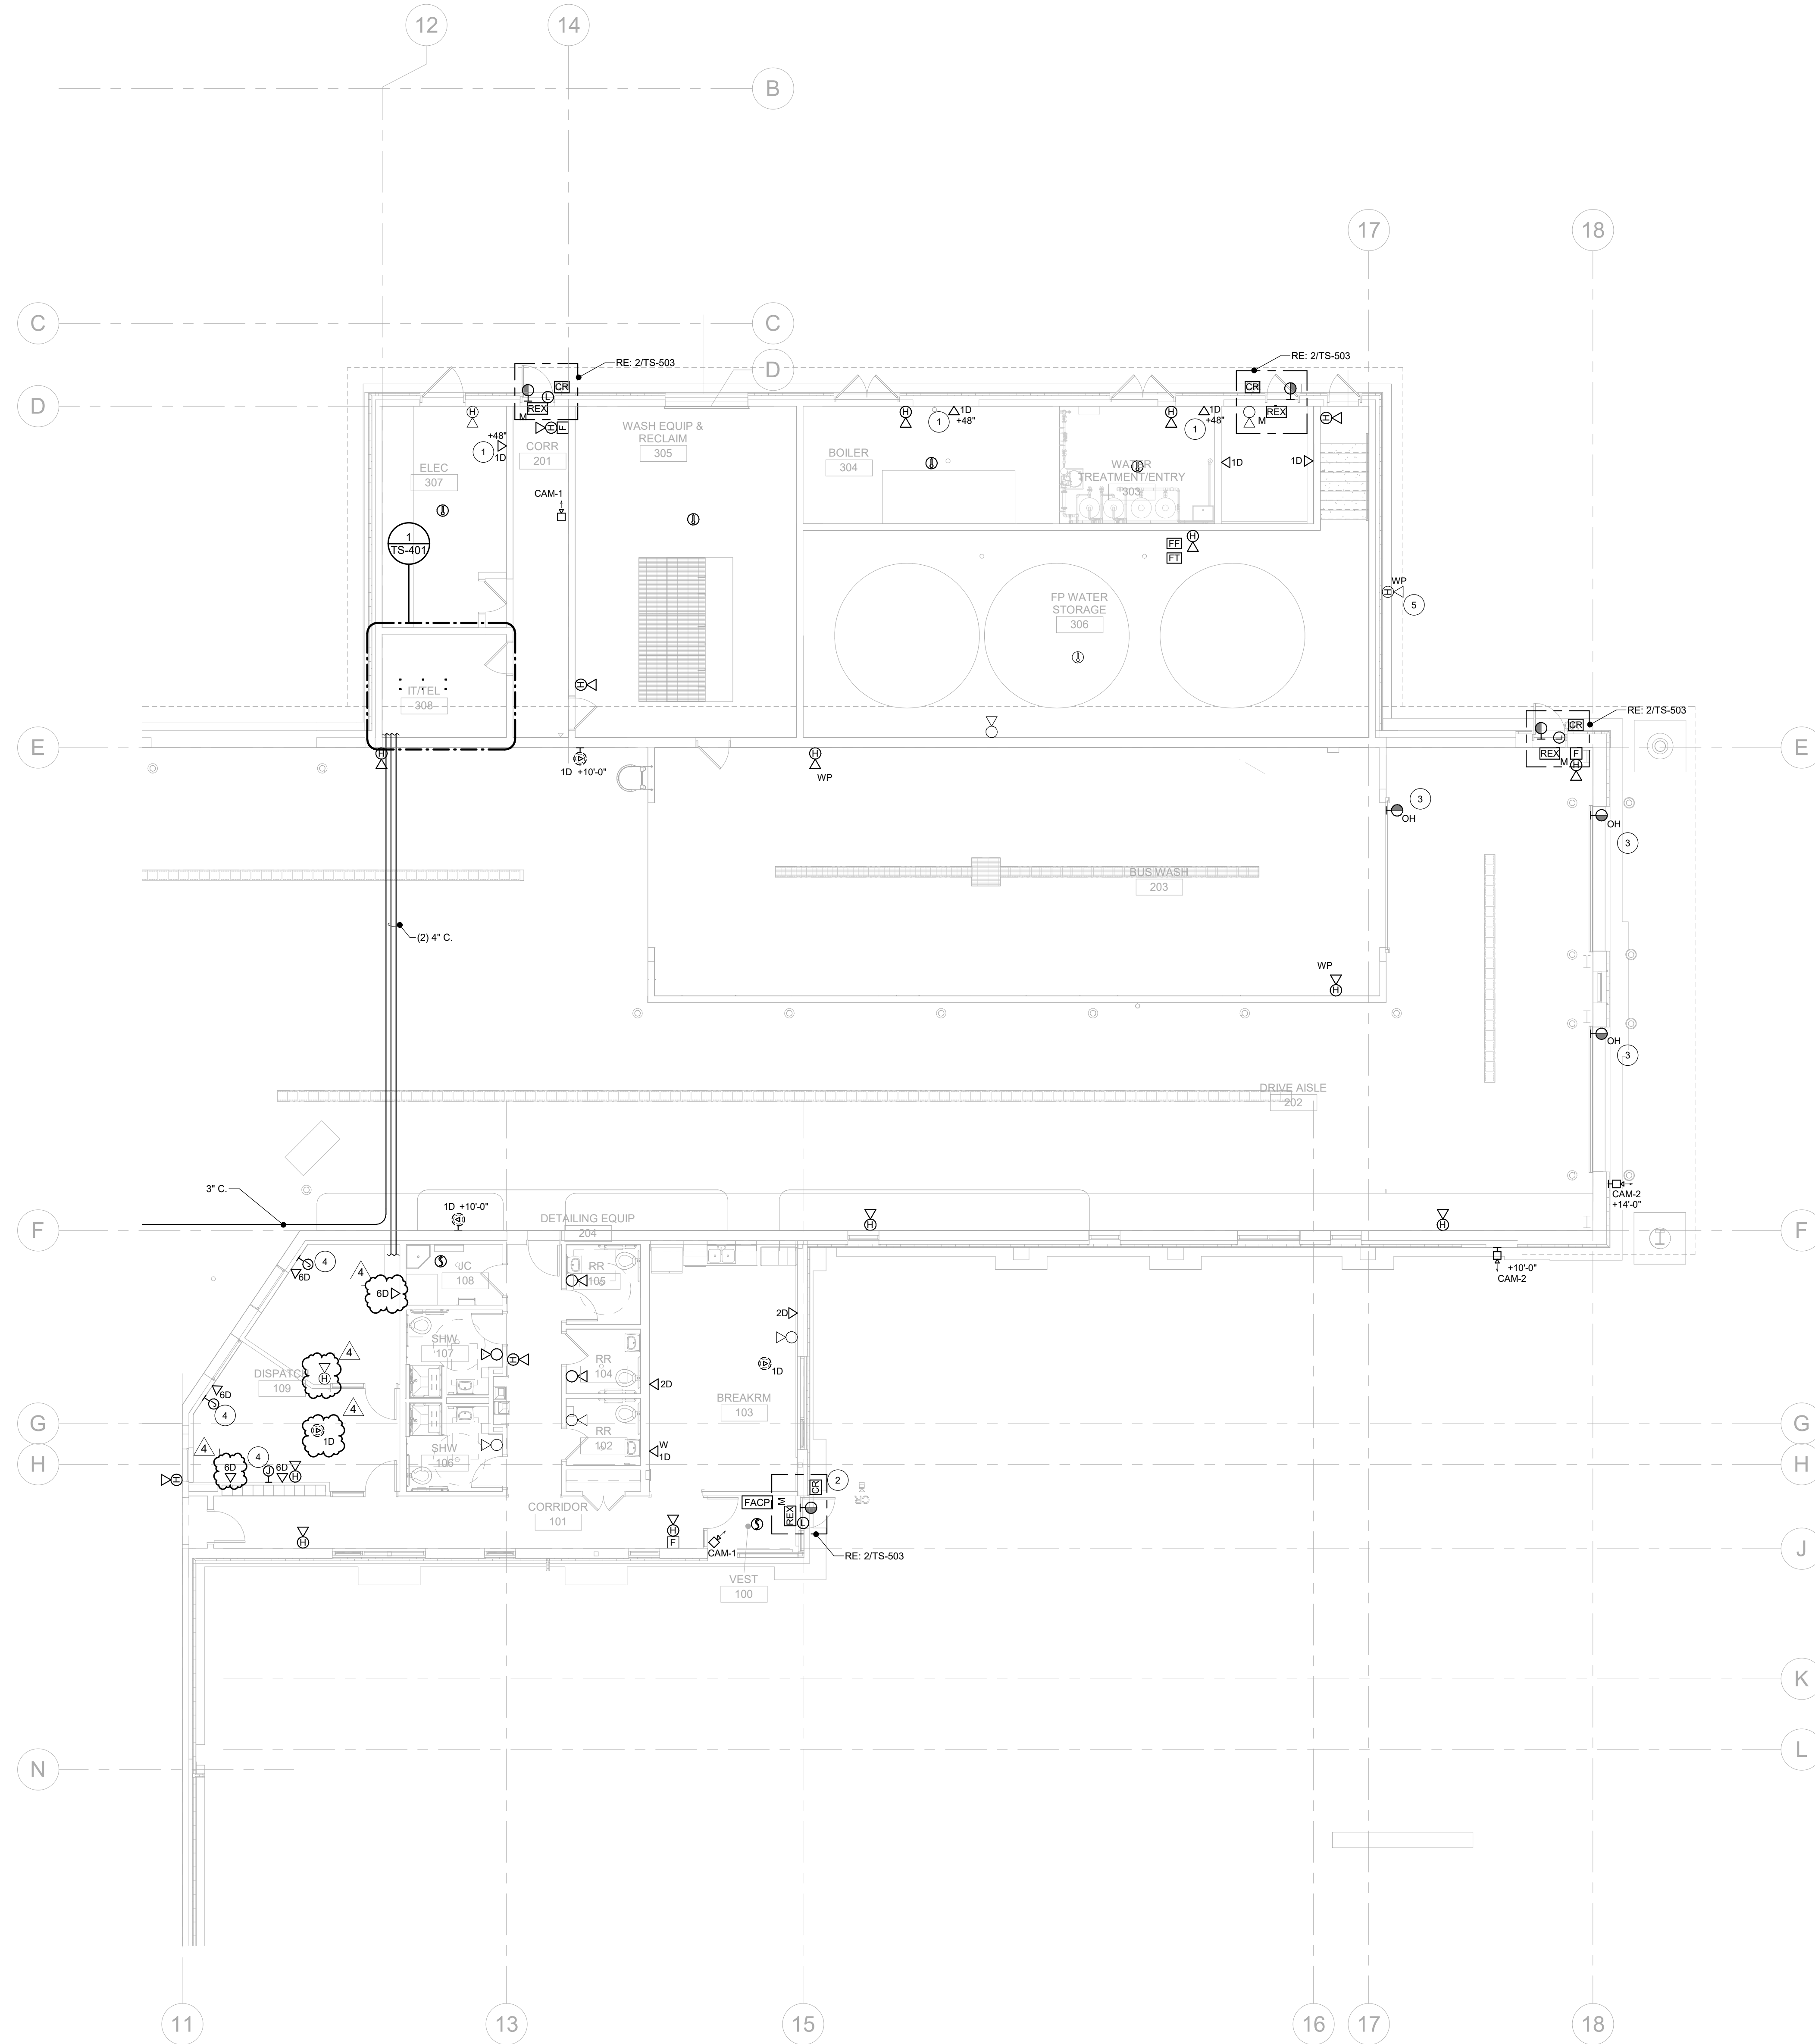 12
14
B
17
18
C
C
D
D
RE: 2/TS-503
RE: 2/TS-503
CR
L
REX
M
CR
M
REX
H
H
F
H
1D
+48"
1
H
1D
+48"
1
H
+48"
1
1D
WASH EQUIP &
RECLAIM
305
CORR
201
ELEC
307
BOILER
304
WATER
TREATMENT/ENTRY
303
1D
1D
CAM-1
1
TS-401
FF
FT
H
WP
H
5
FP WATER
STORAGE
306
IT/TEL
308
H
RE: 2/TS-503
CR
L
REX
M
F
H
E
E
H
1D +10'-0"
H
WP
3
OH
OH
3
BUS WASH
203
(2) 4" C.
WP
H
OH
3
DRIVE AISLE
202
3" C.
1D +10'-0"
DETAILING EQUIP
204
H
H
CAM-2
+14'-0"
F
F
+10'-0"
CAM-2
4
6D
4
6D
JC
108
RR
105
2D
SHW
107
H
RR
104
1D
4
H
DISPATCH
109
2D
BREAKRM
103
6D
4
4
1D
RR
102
G
G
W
1D
SHW
106
H
H
4
6D
4
J
6D
H
H
2
CR
CR
FACP
M
REX
L
CORRIDOR
101
H
H
F
CAM-1
RE: 2/TS-503
J
VEST
100
K
L
N
11
13
15
16
17
18